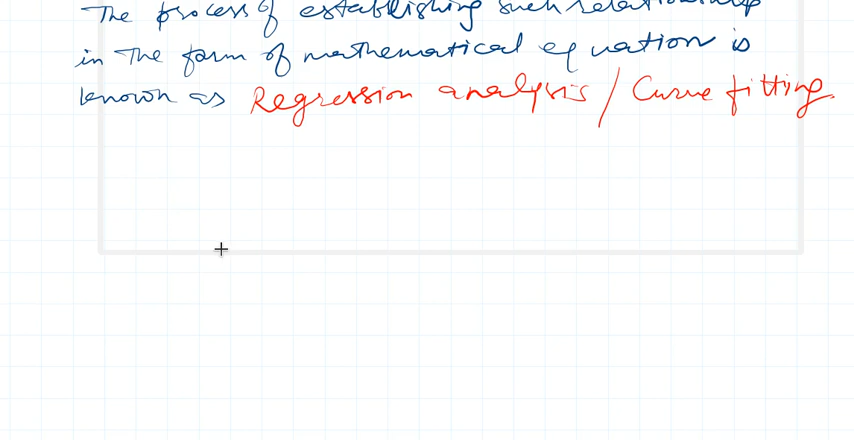 The process of establishing such relationship
in the form of mathematical equation is
known as Regression analysis / Curve fitting.